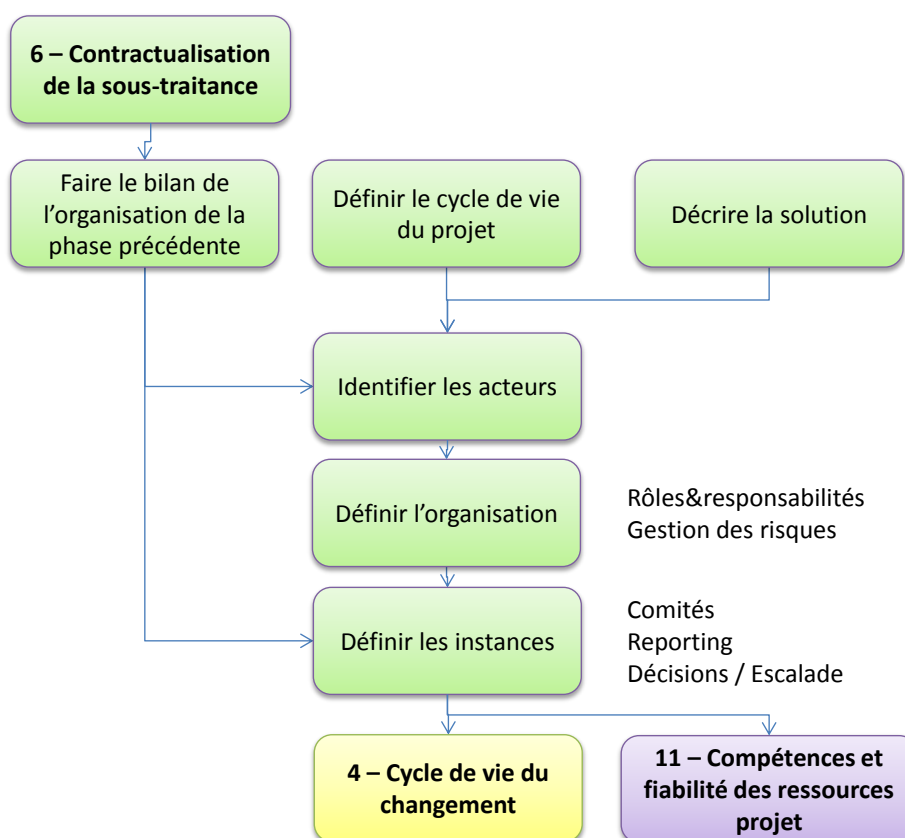 6 – Contractualisation
de la sous-traitance
Faire le bilan de
l’organisation de la
phase précédente
Définir le cycle de vie
du projet
Décrire la solution
Identifier les acteurs
Définir l’organisation
Rôles&responsabilités
Gestion des risques
Définir les instances
Comités
Reporting
Décisions / Escalade
4 – Cycle de vie du
changement
11 – Compétences et
fiabilité des ressources
projet